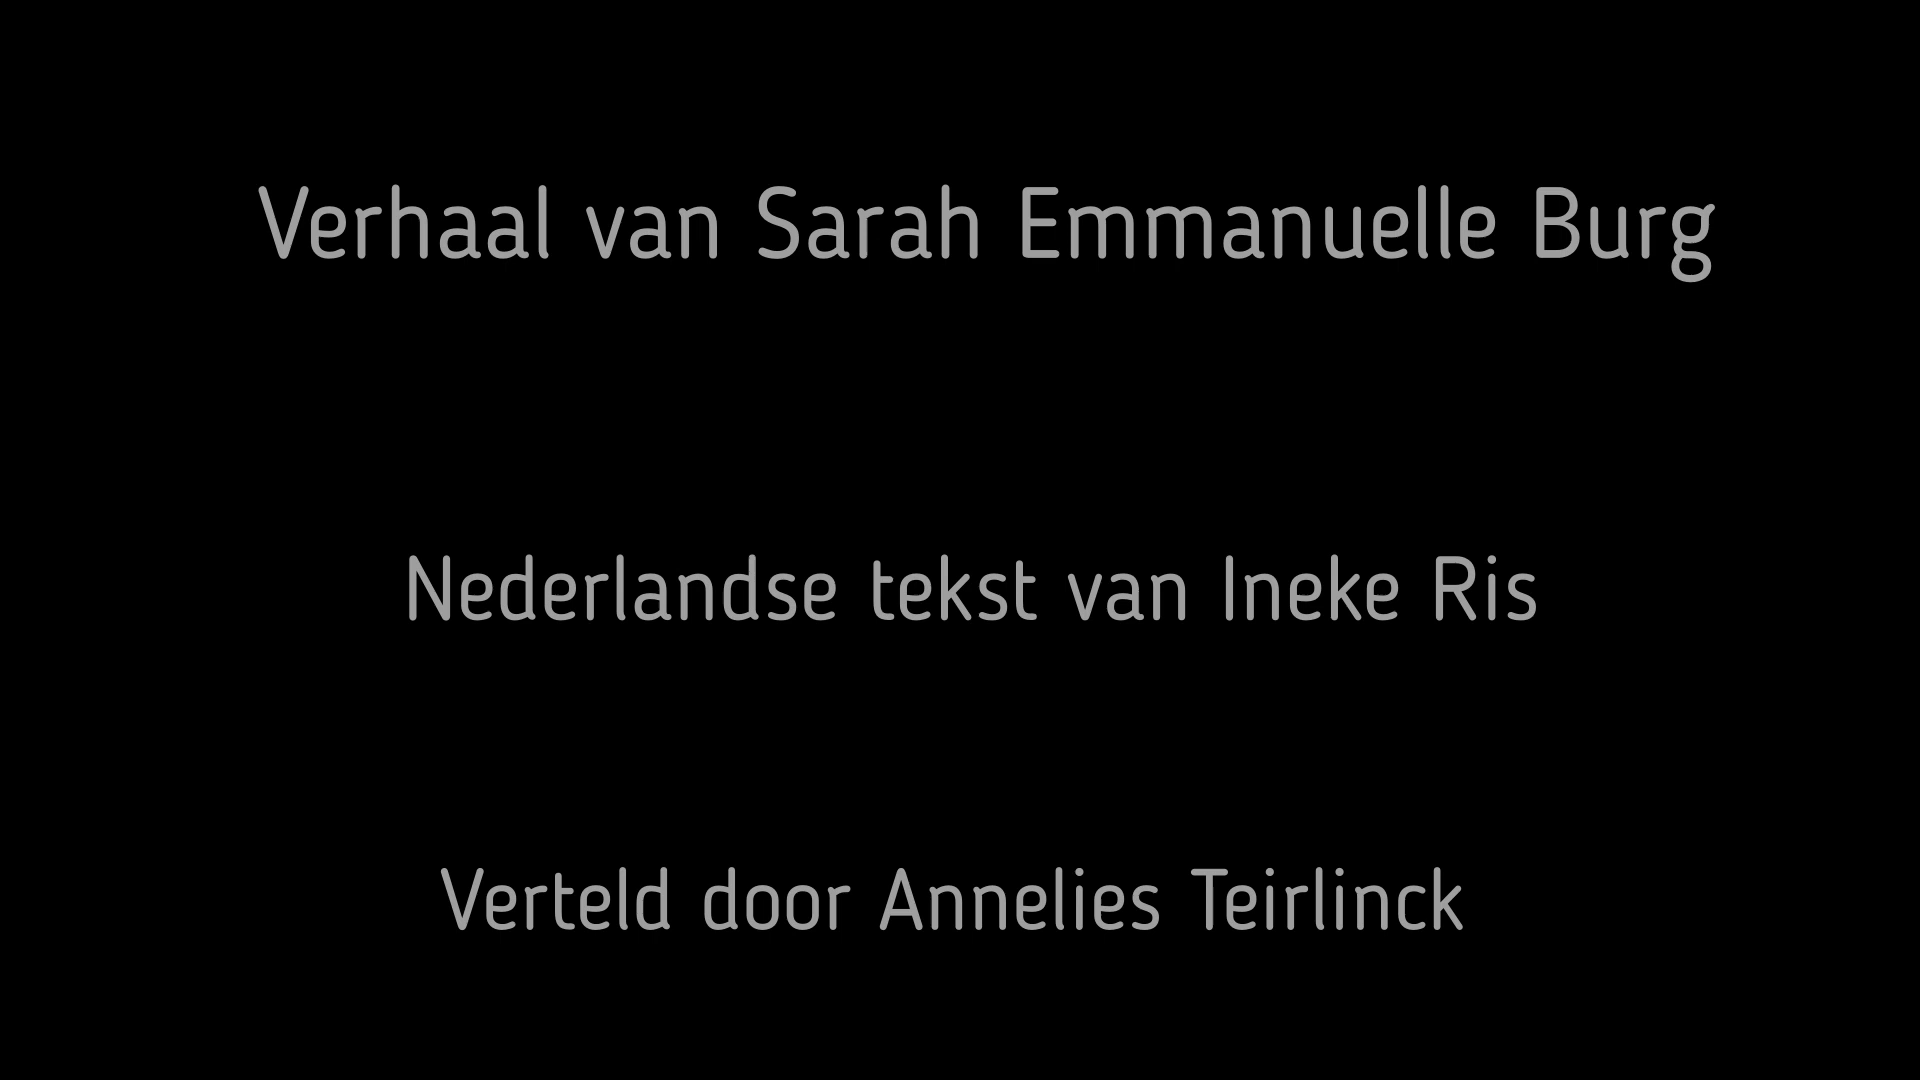 Verhaal van Sarah Emmanuelle Burg
Nederlandse tekst van Ineke Ris
Verteld door Annelies Teirlinck